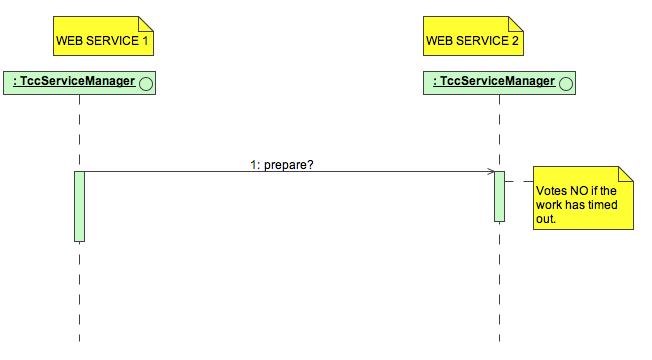 WEB SERVICE 1
WEB SERVICE 2
: TccServiceManager
: TccServiceManager
1: prepare?
Votes NO if the
work has timed
out.